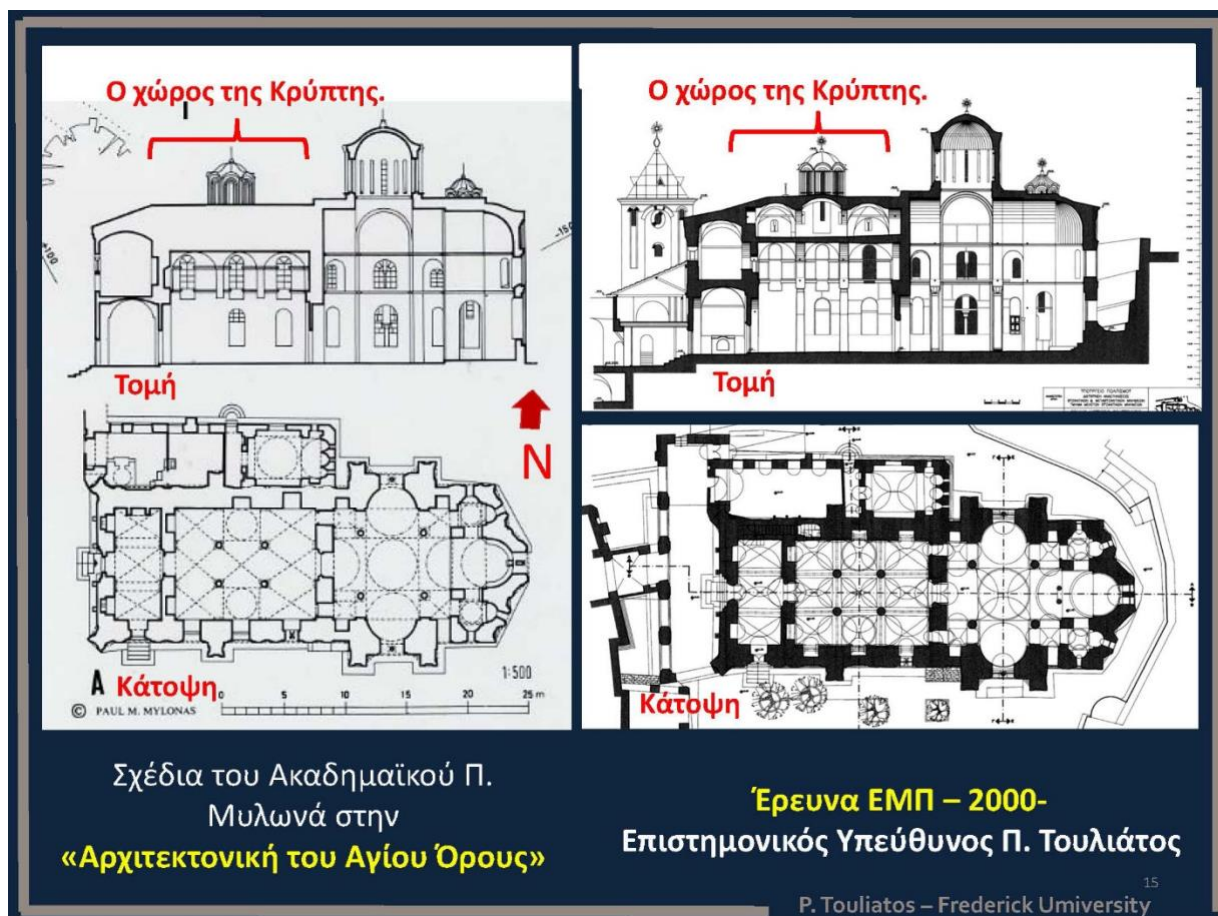 Ο χώρος της Κρύπτης.
Τομή
N
A Κάτοψη
© PAUL M. MYLONAS
1:500
0 5 10 15 20 25 m
Ο χώρος της Κρύπτης.
Τομή
Κάτοψη
Σχέδια του Ακαδημαϊκού Π.
Μυλωνά στην
«Αρχιτεκτονική του Αγίου Όρους»
Έρευνα ΕΜΠ – 2000-
Επιστημονικός Υπεύθυνος Π. Τουλιάτος
15
P. Touliatos – Frederick Umiversity